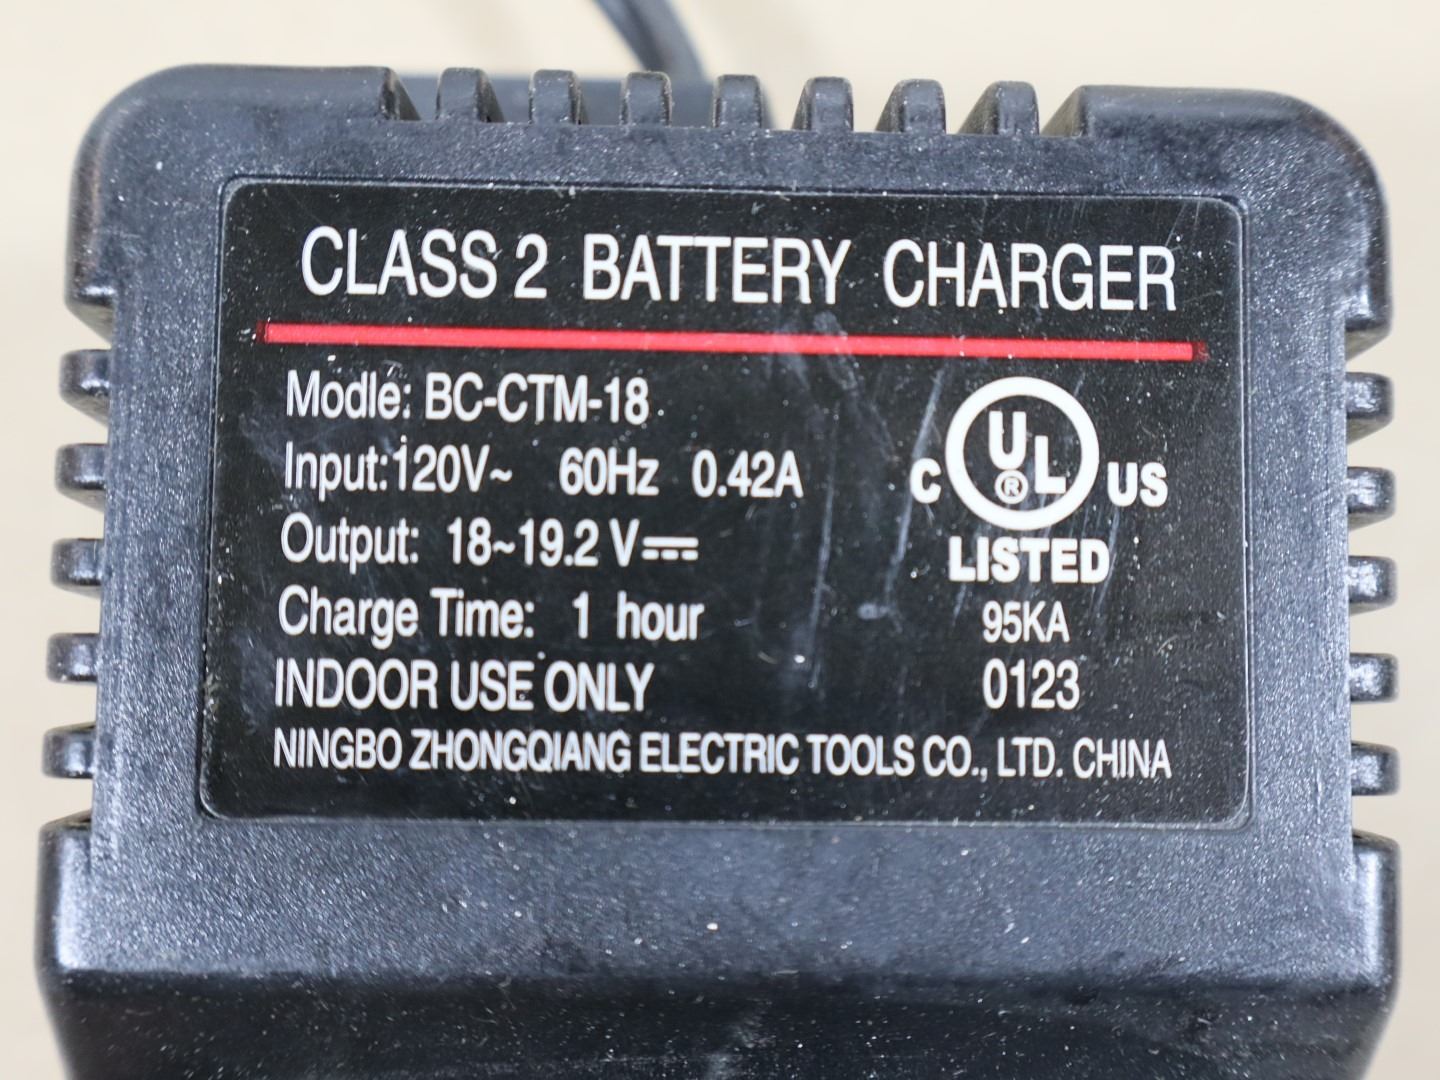 CLASS 2 BATTERY CHARGER
Modle: BC-CTM-18
Input:120V~ 60Hz 0.42A
Output: 18~19.2 V⎓
Charge Time: 1 hour
INDOOR USE ONLY
C UL® US
LISTED
95KA
0123
NINGBO ZHONGQIANG ELECTRIC TOOLS CO., LTD. CHINA